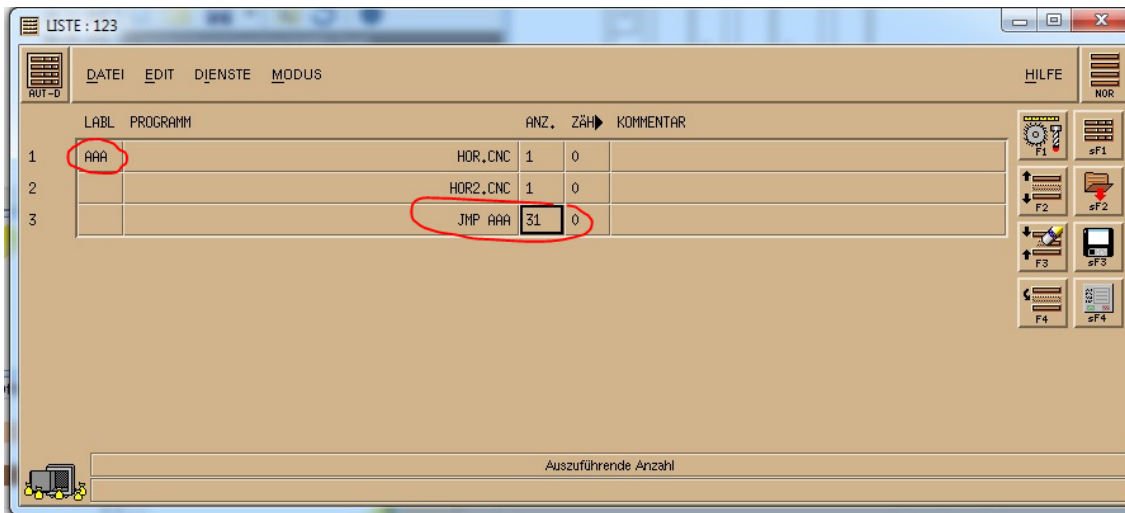 LISTE : 123
AUT-D DATEI EDIT DIENSTE MODUS HILFE NOR
LABL PROGRAMM ANZ. ZÄH KOMMENTAR
1 AAA HOR.CNC 1 0
2 HOR2.CNC 1 0
3 JMP AAA 31 0
F1 sF1
F2 sF2
F3 sF3
F4 sF4
Auszuführende Anzahl